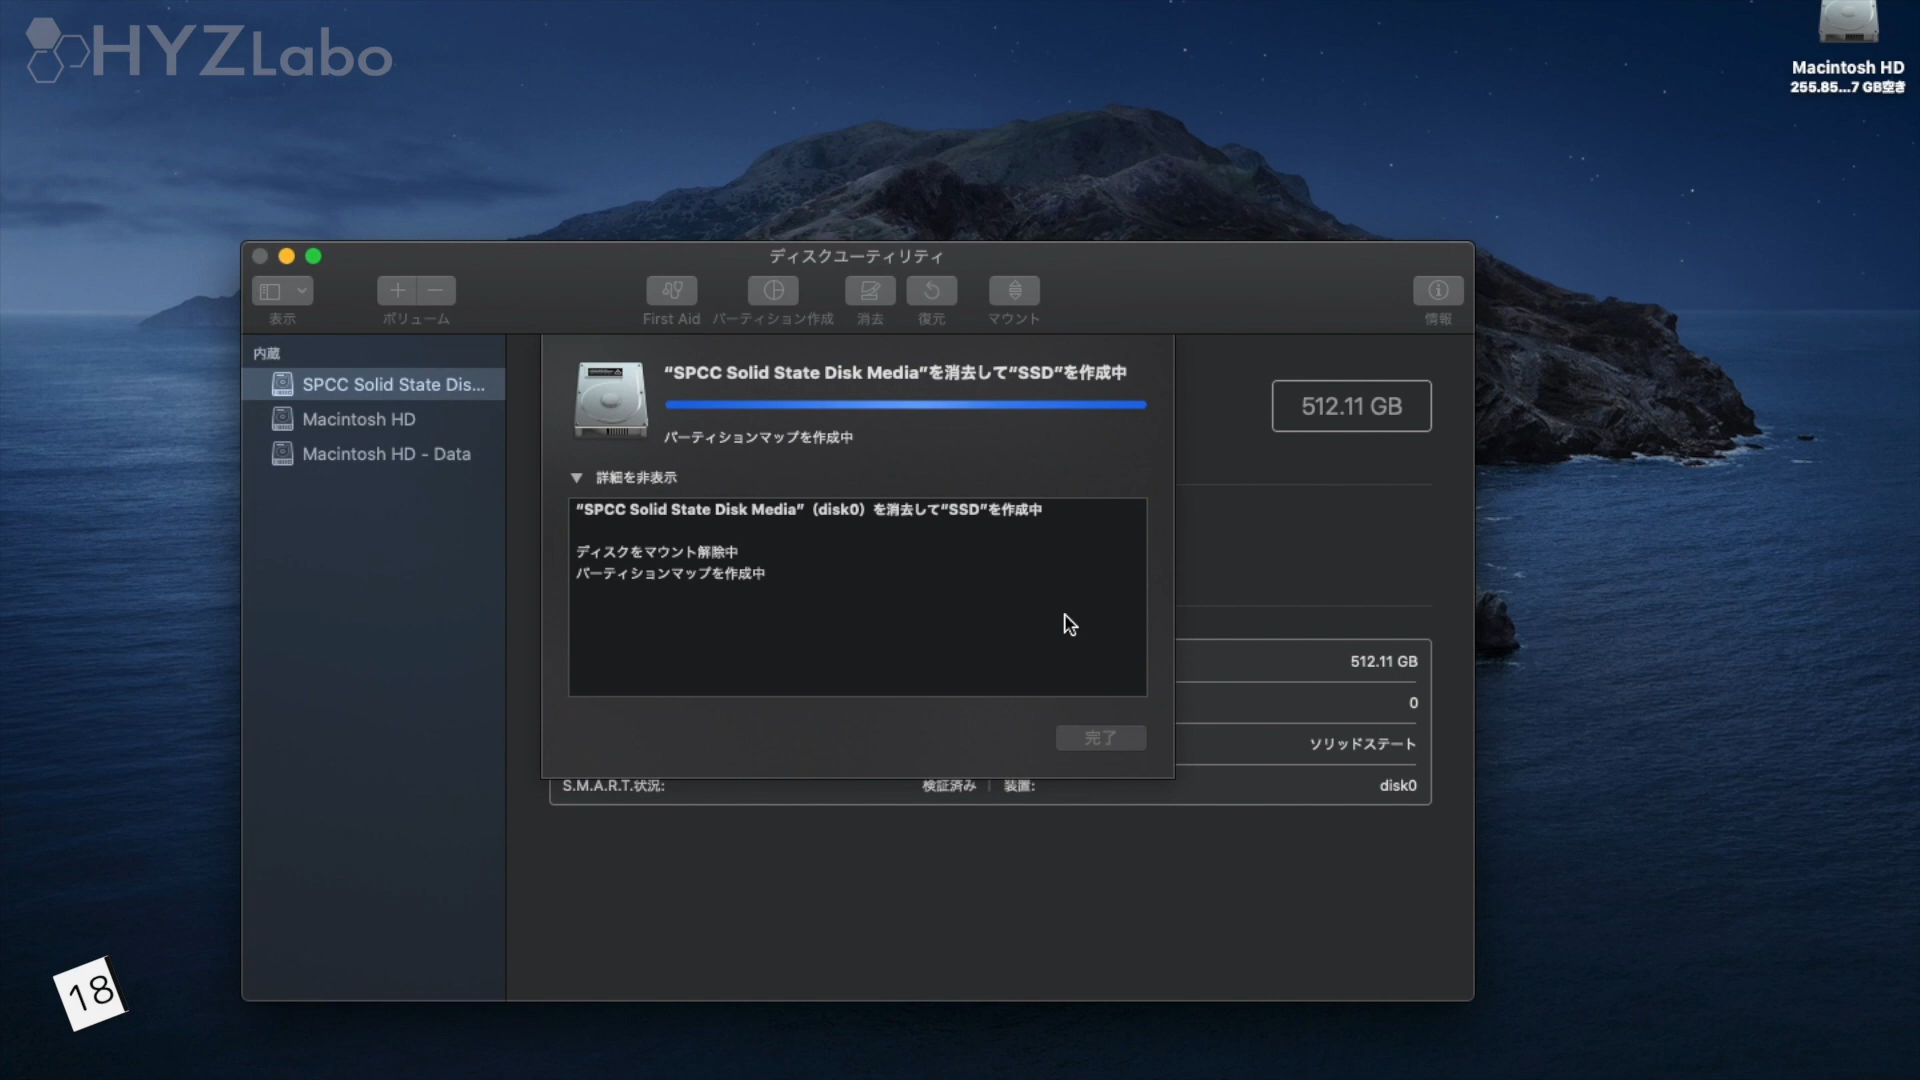 HYZLabo
Macintosh HD
255.85...7 GB空き
ディスクユーティリティ
表示
ボリューム
First Aid
パーティション作成
消去
復元
マウント
情報
内蔵
SPCC Solid State Dis...
Macintosh HD
Macintosh HD - Data
“SPCC Solid State Disk Media”を消去して“SSD”を作成中
パーティションマップを作成中
512.11 GB
詳細を非表示
“SPCC Solid State Disk Media”（disk0）を消去して“SSD”を作成中
ディスクをマウント解除中
パーティションマップを作成中
完了
512.11 GB
0
ソリッドステート
S.M.A.R.T.状況: 検証済み 装置: disk0
18